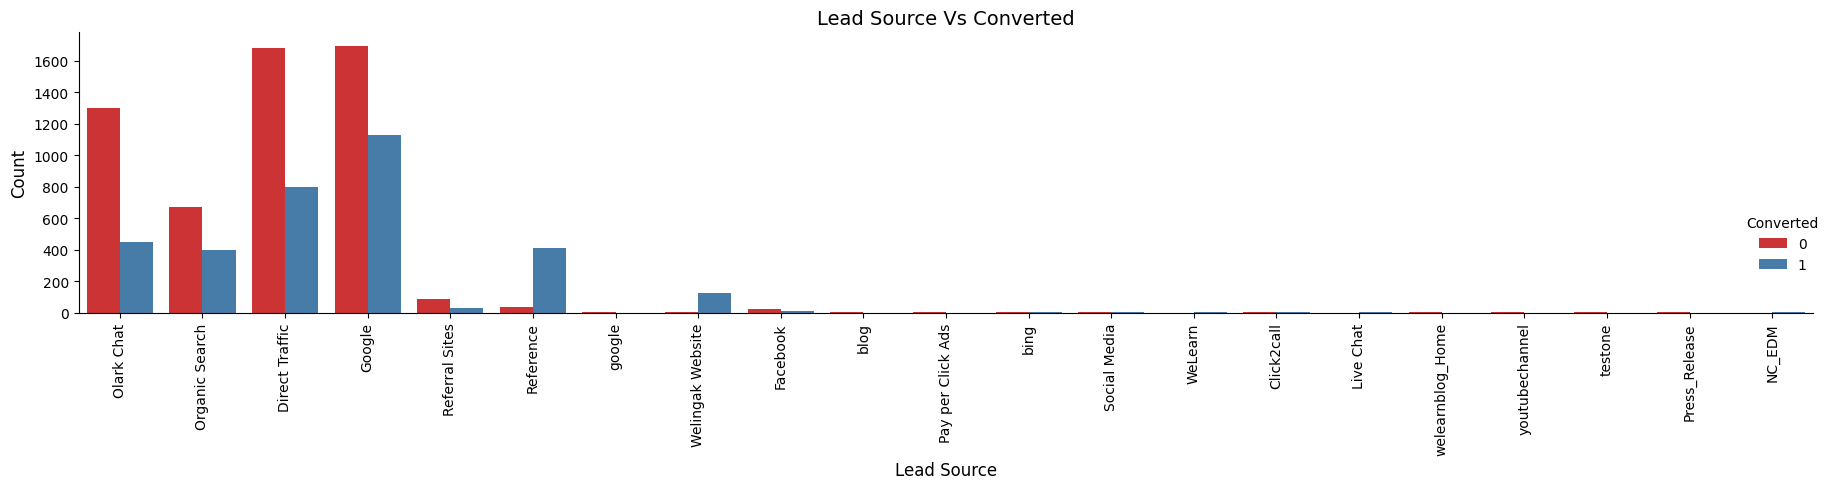 Lead Source Vs Converted
Count
1600
1400
1200
1000
800
600
400
200
0
Olark Chat
Organic Search
Direct Traffic
Google
Referral Sites
Reference
google
Welingak Website
Facebook
blog
Pay per Click Ads
bing
Social Media
WeLearn
Click2call
Live Chat
welearnblog_Home
youtubechannel
testone
Press_Release
NC_EDM
Lead Source
Converted
0
1